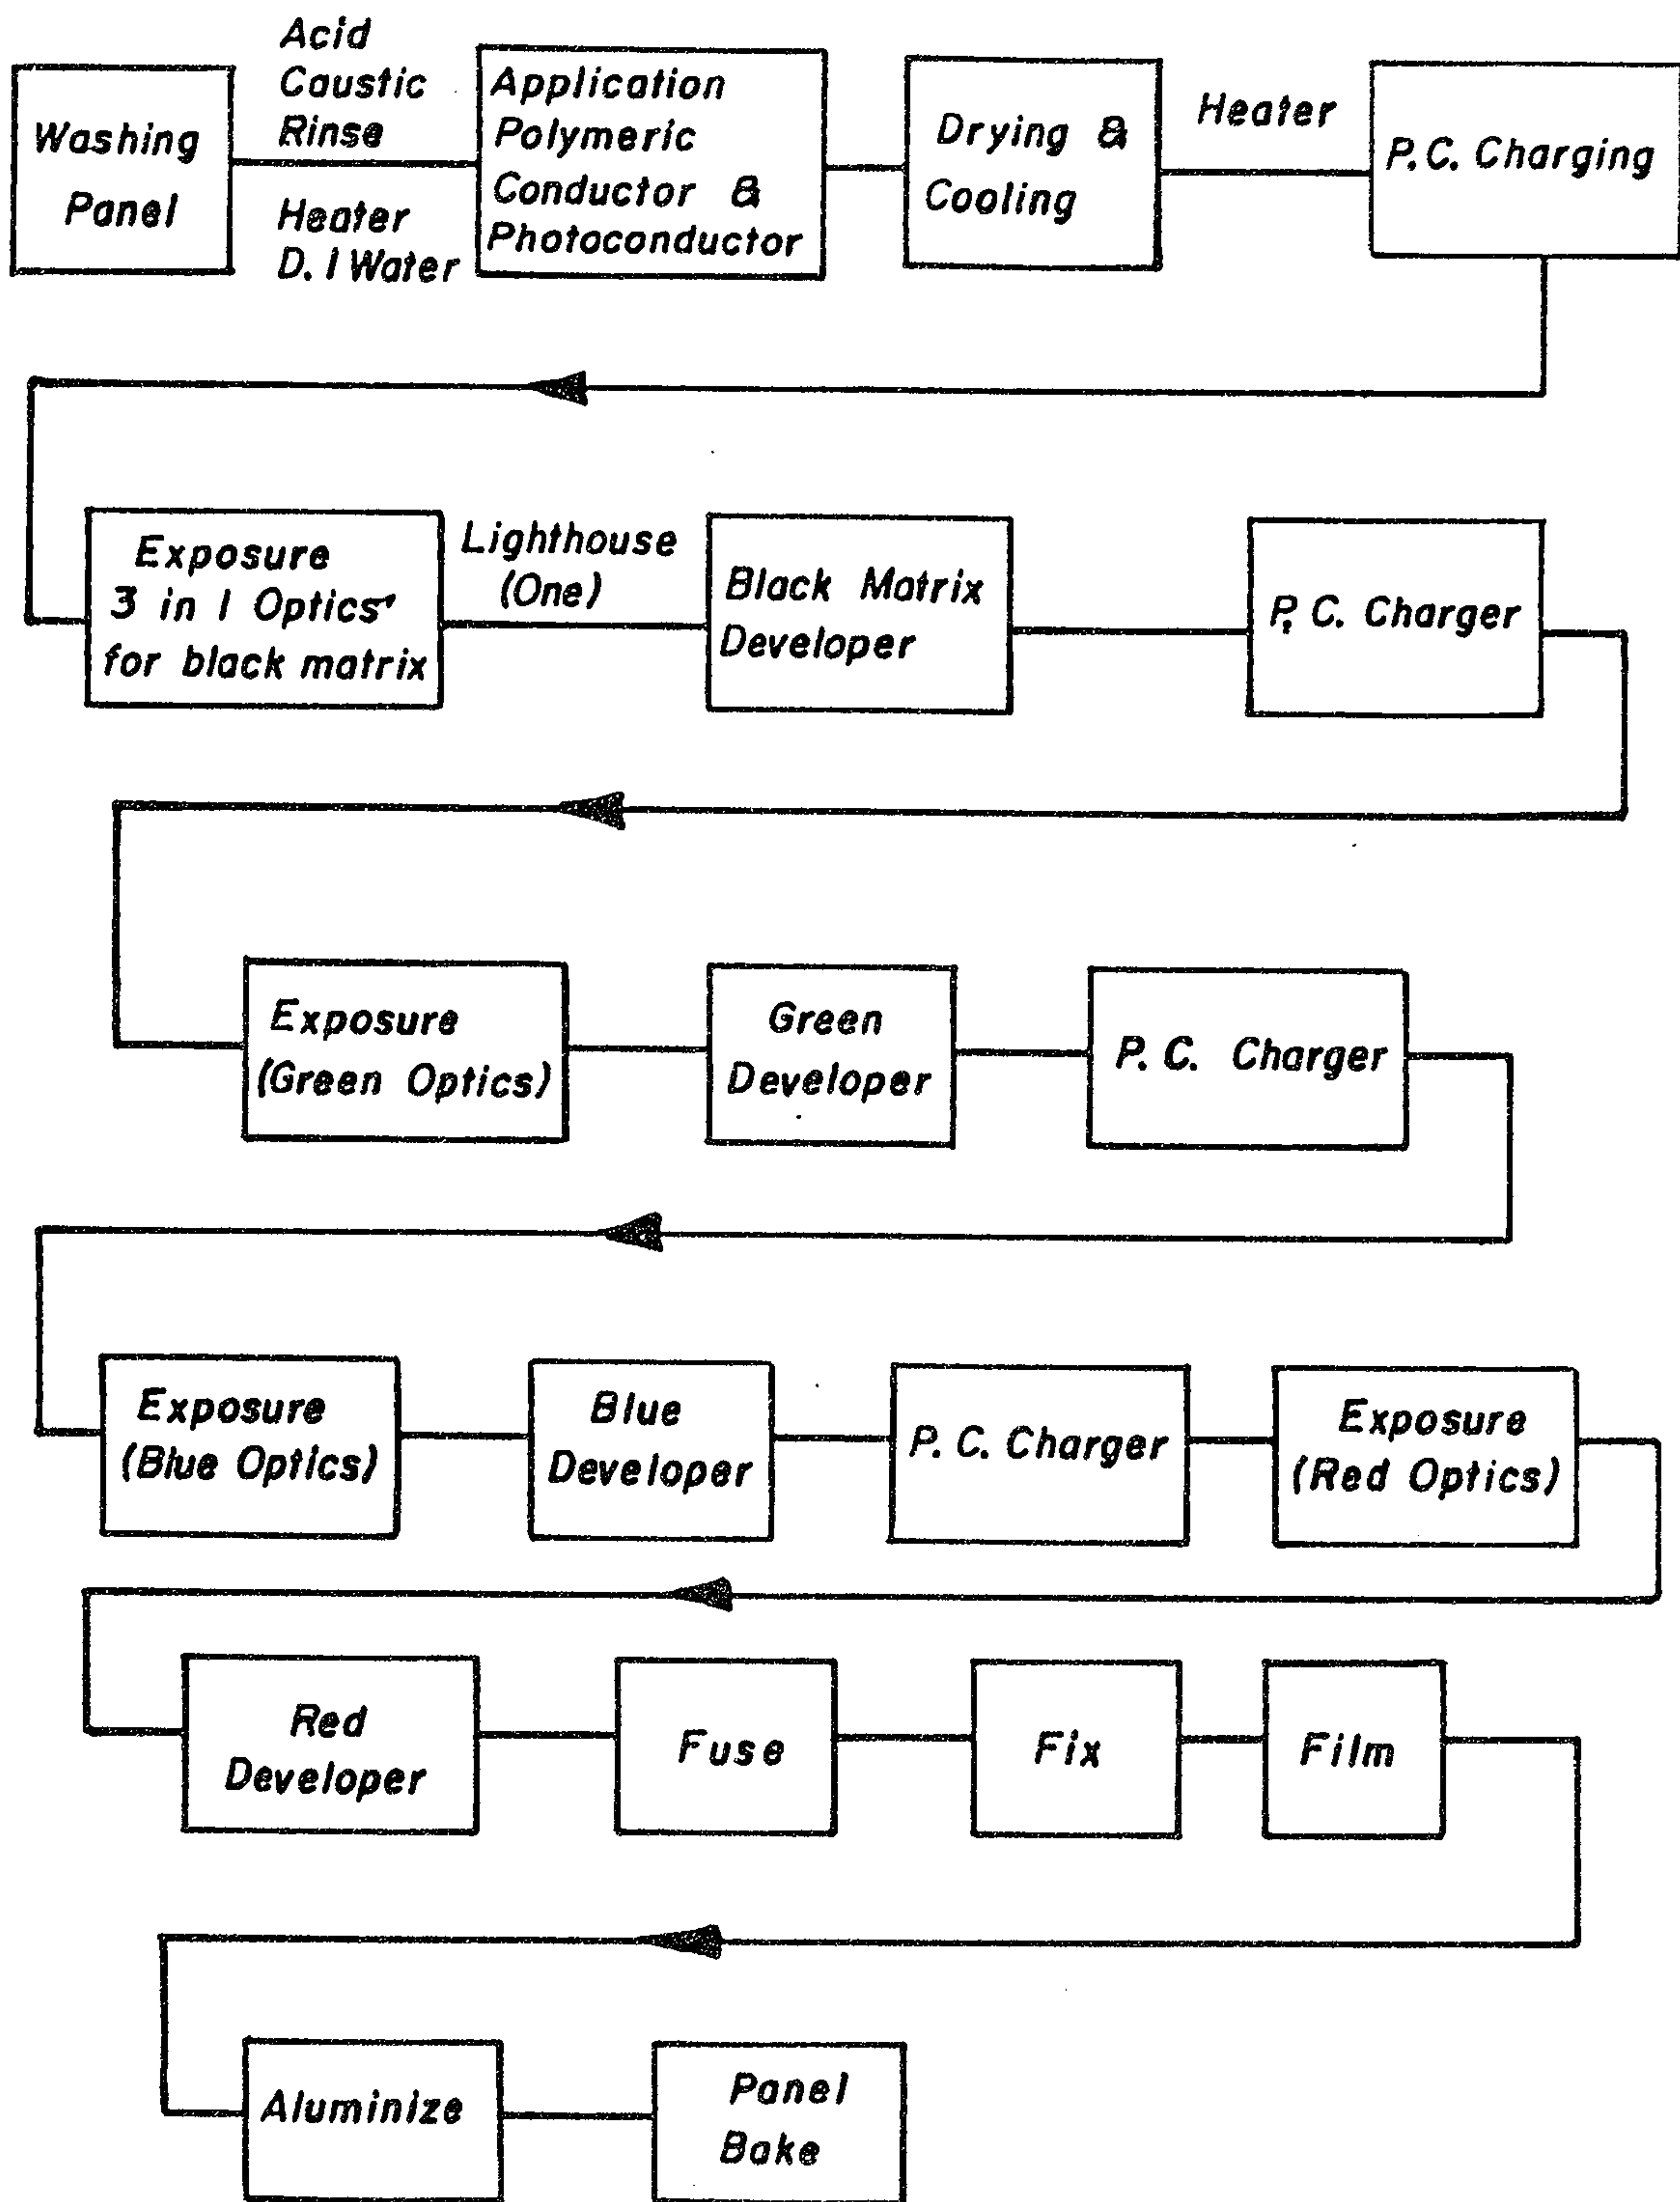 Washing
Panel
Acid
Caustic
Rinse
Heater
D. I Water
Application
Polymeric
Conductor &
Photoconductor
Drying &
Cooling
Heater
P.C. Charging
Exposure
3 in 1 Optics'
for black matrix
Lighthouse
(One)
Black Matrix
Developer
P. C. Charger
Exposure
(Green Optics)
Green
Developer
P. C. Charger
Exposure
(Blue Optics)
Blue
Developer
P. C. Charger
Exposure
(Red Optics)
Red
Developer
Fuse
Fix
Film
Aluminize
Panel
Bake